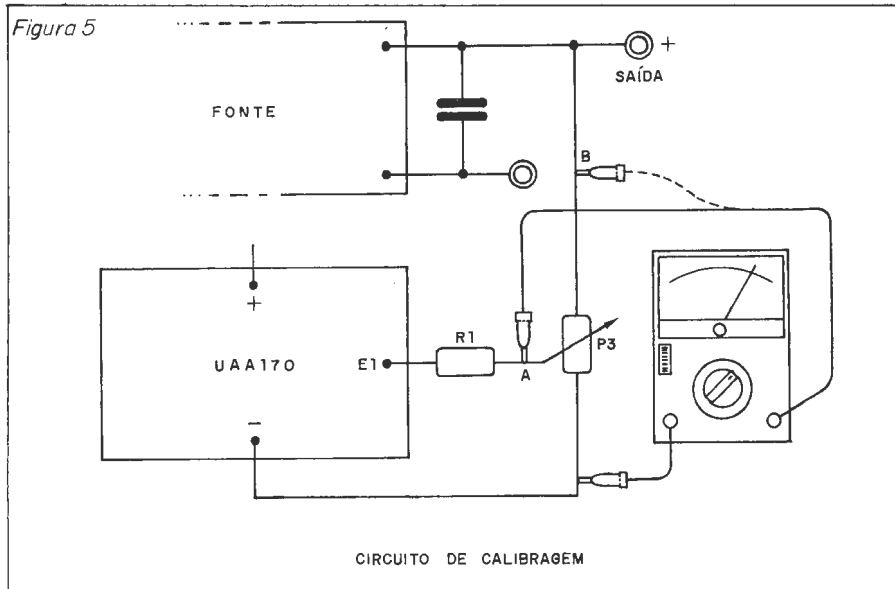 Figura 5
+
SAÍDA
FONTE
B
+
R1
P3
UAA170
E1
A
−
CIRCUITO DE CALIBRAGEM